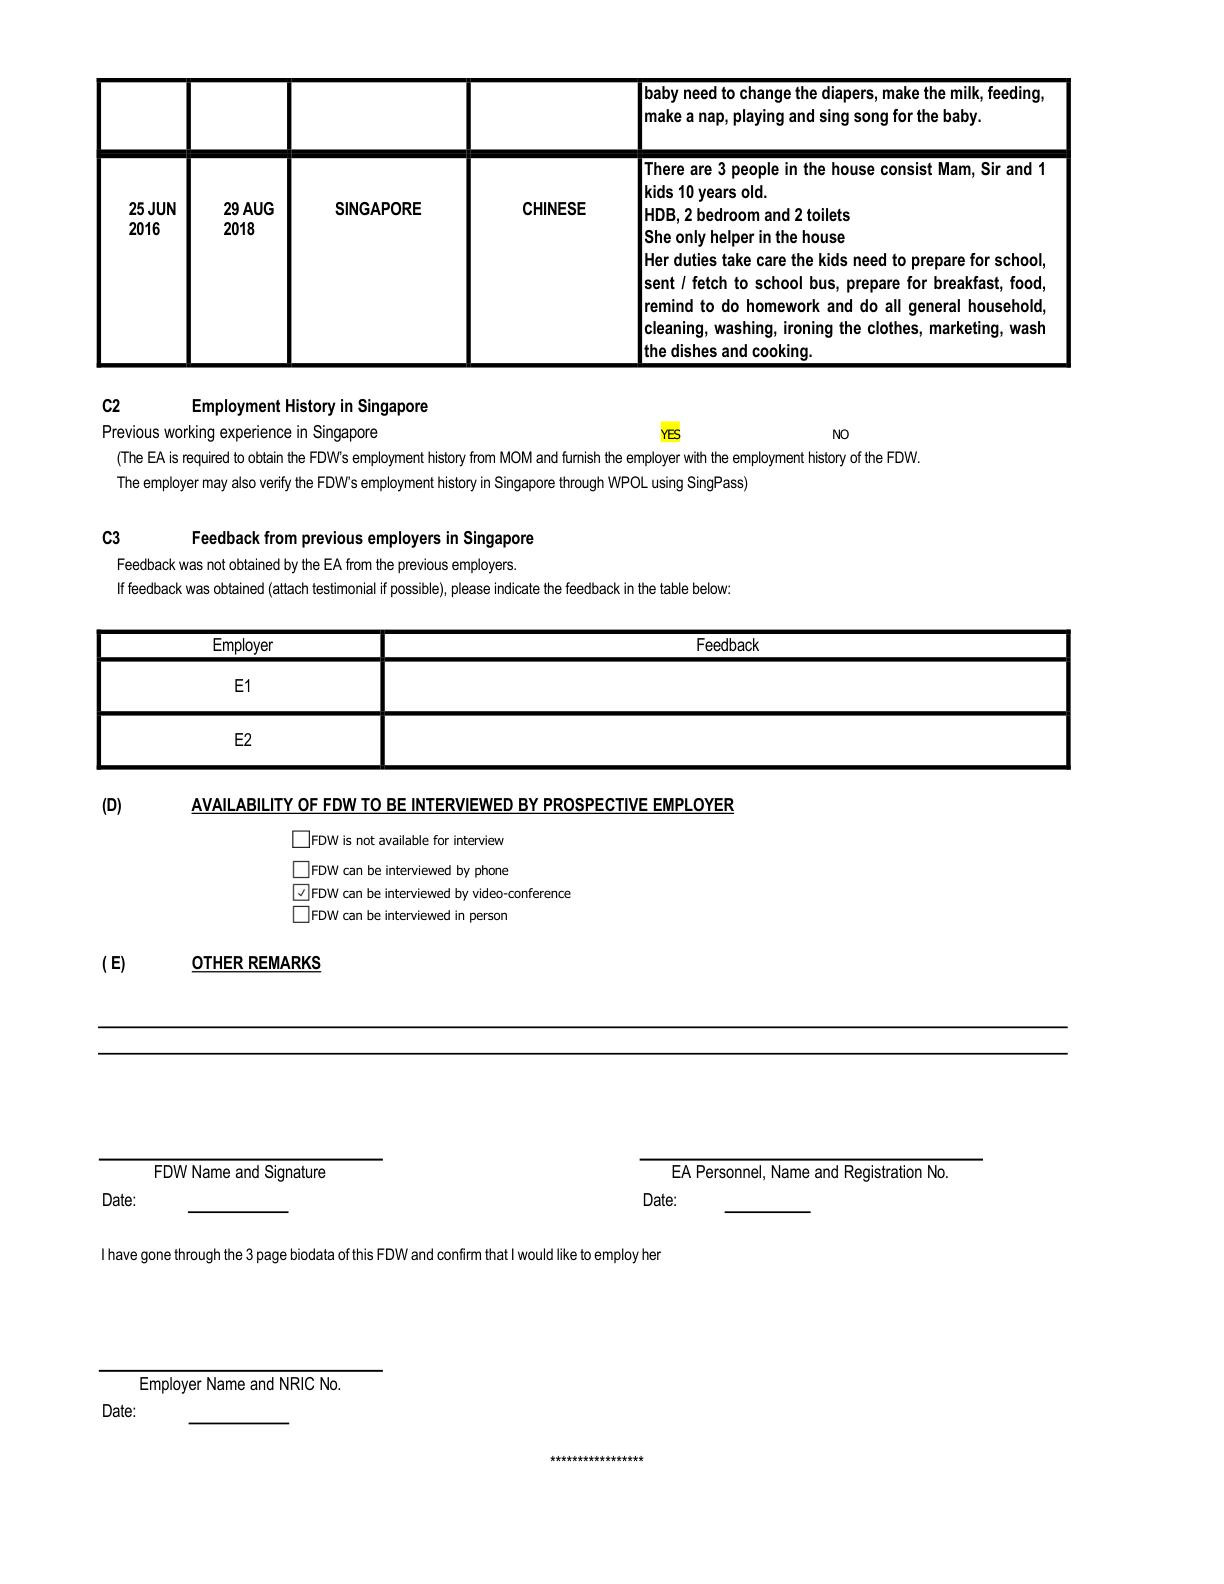 baby need to change the diapers, make the milk, feeding,
make a nap, playing and sing song for the baby.
25 JUN
2016
29 AUG
2018
SINGAPORE
CHINESE
There are 3 people in the house consist Mam, Sir and 1
kids 10 years old.
HDB, 2 bedroom and 2 toilets
She only helper in the house
Her duties take care the kids need to prepare for school,
sent / fetch to school bus, prepare for breakfast, food,
remind to do homework and do all general household,
cleaning, washing, ironing the clothes, marketing, wash
the dishes and cooking.
C2 Employment History in Singapore
Previous working experience in Singapore YES NO
(The EA is required to obtain the FDW’s employment history from MOM and furnish the employer with the employment history of the FDW.
The employer may also verify the FDW’s employment history in Singapore through WPOL using SingPass)
C3 Feedback from previous employers in Singapore
Feedback was not obtained by the EA from the previous employers.
If feedback was obtained (attach testimonial if possible), please indicate the feedback in the table below:
Employer Feedback
E1
E2
(D) AVAILABILITY OF FDW TO BE INTERVIEWED BY PROSPECTIVE EMPLOYER
FDW is not available for interview
FDW can be interviewed by phone
FDW can be interviewed by video-conference
FDW can be interviewed in person
( E) OTHER REMARKS
FDW Name and Signature EA Personnel, Name and Registration No.
Date: Date:
I have gone through the 3 page biodata of this FDW and confirm that I would like to employ her
Employer Name and NRIC No.
Date:
*****************